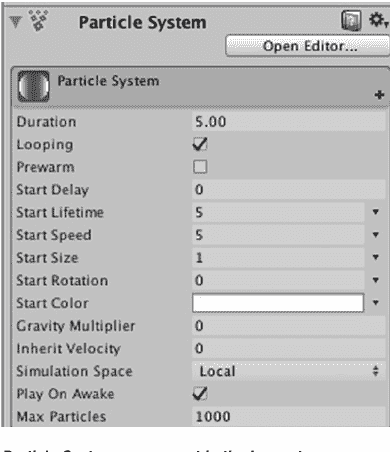 Particle System
Open Editor...
Particle System
Duration 5.00
Looping
Prewarm
Start Delay 0
Start Lifetime 5
Start Speed 5
Start Size 1
Start Rotation 0
Start Color
Gravity Multiplier 0
Inherit Velocity 0
Simulation Space Local
Play On Awake
Max Particles 1000